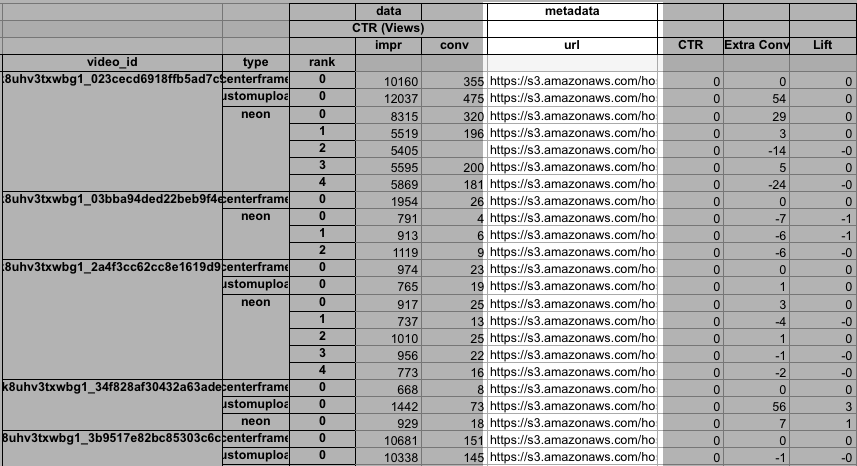 data metadata
CTR (Views)
impr conv url CTR Extra Conv Lift
video_id type rank
:8uhv3txwbg1_023cecd6918ffb5ad7c centerframe 0 10160 355 https://s3.amazonaws.com/ho 0 0 0
ustomuploa 0 12037 475 https://s3.amazonaws.com/ho 0 54 0
neon 0 8315 320 https://s3.amazonaws.com/ho 0 29 0
1 5519 196 https://s3.amazonaws.com/ho 0 3 0
2 5405 https://s3.amazonaws.com/ho 0 -14 -0
3 5595 200 https://s3.amazonaws.com/ho 0 5 0
4 5869 181 https://s3.amazonaws.com/ho 0 -24 -0
:8uhv3txwbg1_03bba94ded22beb9f4e centerframe 0 1954 26 https://s3.amazonaws.com/ho 0 0 0
neon 0 791 4 https://s3.amazonaws.com/ho 0 -7 -1
1 913 6 https://s3.amazonaws.com/ho 0 -6 -1
2 1119 9 https://s3.amazonaws.com/ho 0 -6 -0
k8uhv3txwbg1_2a4f3cc62cc8e1619d9 centerframe 0 974 23 https://s3.amazonaws.com/ho 0 0 0
ustomuploa 0 765 19 https://s3.amazonaws.com/ho 0 1 0
neon 0 917 25 https://s3.amazonaws.com/ho 0 3 0
1 737 13 https://s3.amazonaws.com/ho 0 -4 -0
2 1010 25 https://s3.amazonaws.com/ho 0 1 0
3 956 22 https://s3.amazonaws.com/ho 0 -1 -0
4 773 16 https://s3.amazonaws.com/ho 0 -2 -0
k8uhv3txwbg1_34f828af30432a63ade centerframe 0 668 8 https://s3.amazonaws.com/ho 0 0 0
ustomuploa 0 1442 73 https://s3.amazonaws.com/ho 0 56 3
neon 0 929 18 https://s3.amazonaws.com/ho 0 7 1
8uhv3txwbg1_3b9517e82bc85303c6c centerframe 0 10681 151 https://s3.amazonaws.com/ho 0 0 0
ustomuploa 0 10338 145 https://s3.amazonaws.com/ho 0 -1 -0